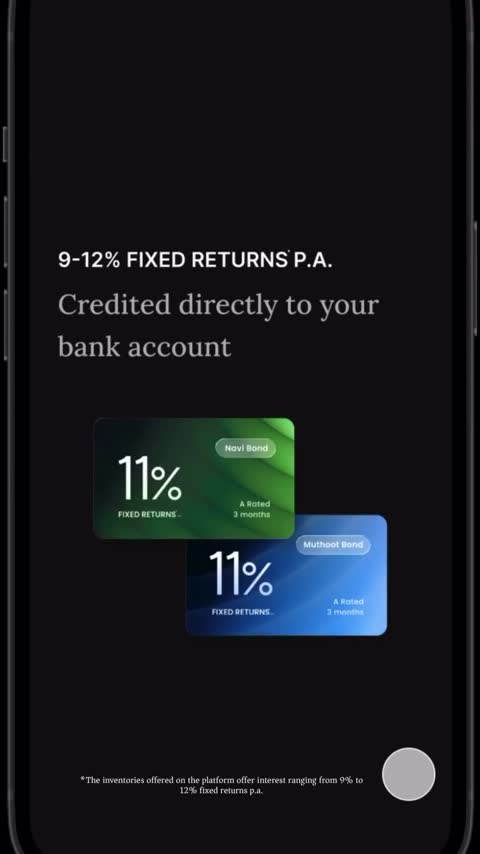 9-12% FIXED RETURNS* P.A.
Credited directly to your
bank account
Navi Bond
11%
FIXED RETURNS
A Rated
3 months
Muthoot Bond
11%
FIXED RETURNS
A Rated
3 months
*The inventories offered on the platform offer interest ranging from 9% to
12% fixed returns p.a.